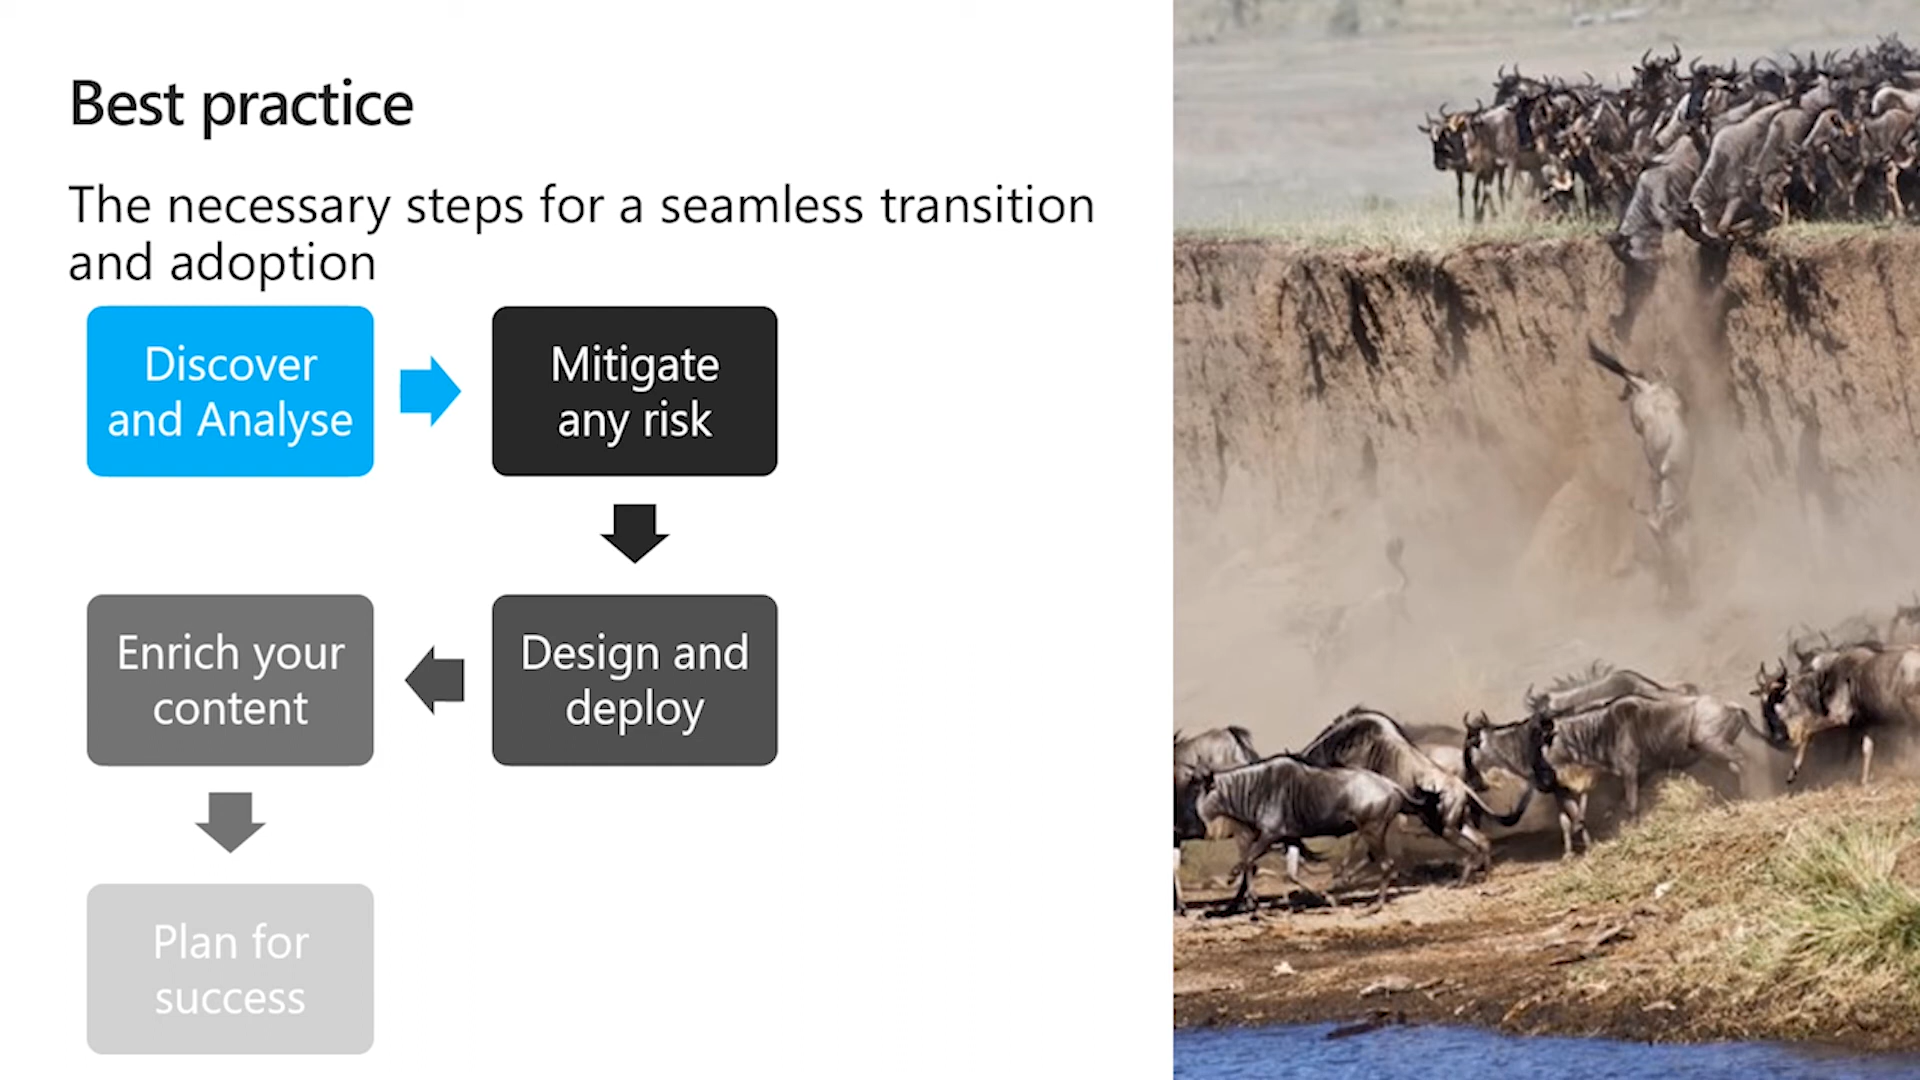 Best practice
The necessary steps for a seamless transition
and adoption
Discover
and Analyse
Mitigate
any risk
Design and
deploy
Enrich your
content
Plan for
success